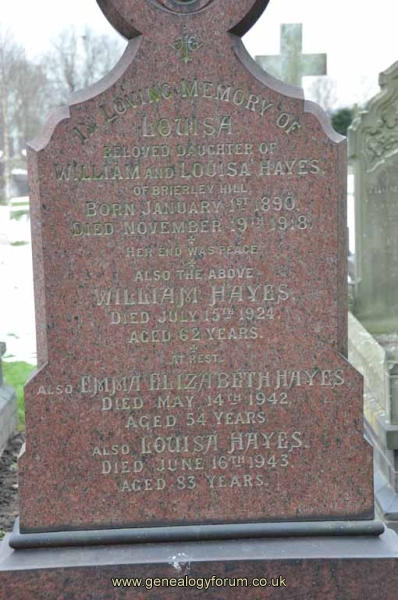 In Loving Memory of
LOUISA
BELOVED DAUGHTER OF
WILLIAM AND LOUISA HAYES.
OF BRIERLEY HILL,
BORN JANUARY 1ST 1890.
DIED NOVEMBER 19TH 1918.
HER END WAS PEACE.
ALSO THE ABOVE
WILLIAM HAYES.
DIED JULY 15TH 1924.
AGED 62 YEARS.
AT REST.
ALSO EMMA ELIZABETH HAYES.
DIED MAY 14TH 1942,
AGED 54 YEARS
ALSO LOUISA HAYES.
DIED JUNE 16TH 1943.
AGED 83 YEARS.
www.genealogyforum.co.uk